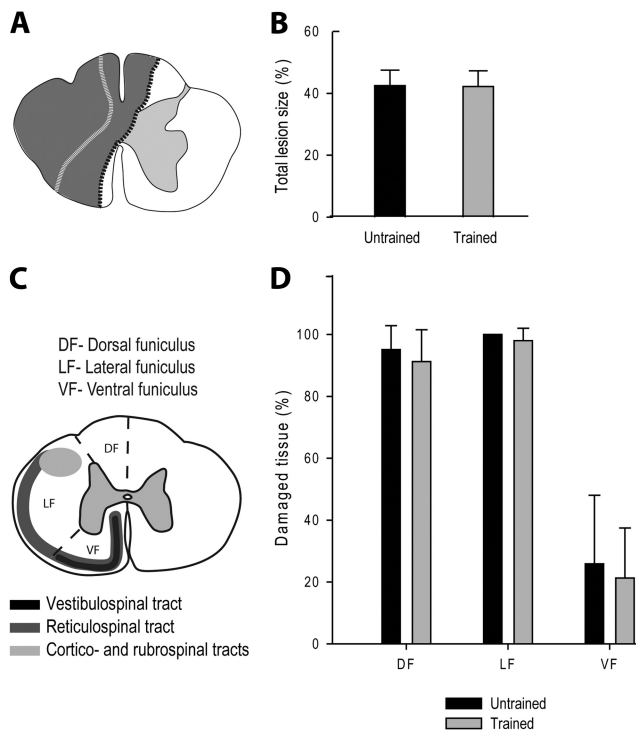 A
B
60
40
20
0
Total lesion size (%)
Untrained
Trained
C
DF- Dorsal funiculus
LF- Lateral funiculus
VF- Ventral funiculus
DF
LF
VF
Vestibulospinal tract
Reticulospinal tract
Cortico- and rubrospinal tracts
D
100
80
60
40
20
0
Damaged tissue (%)
DF
LF
VF
Untrained
Trained